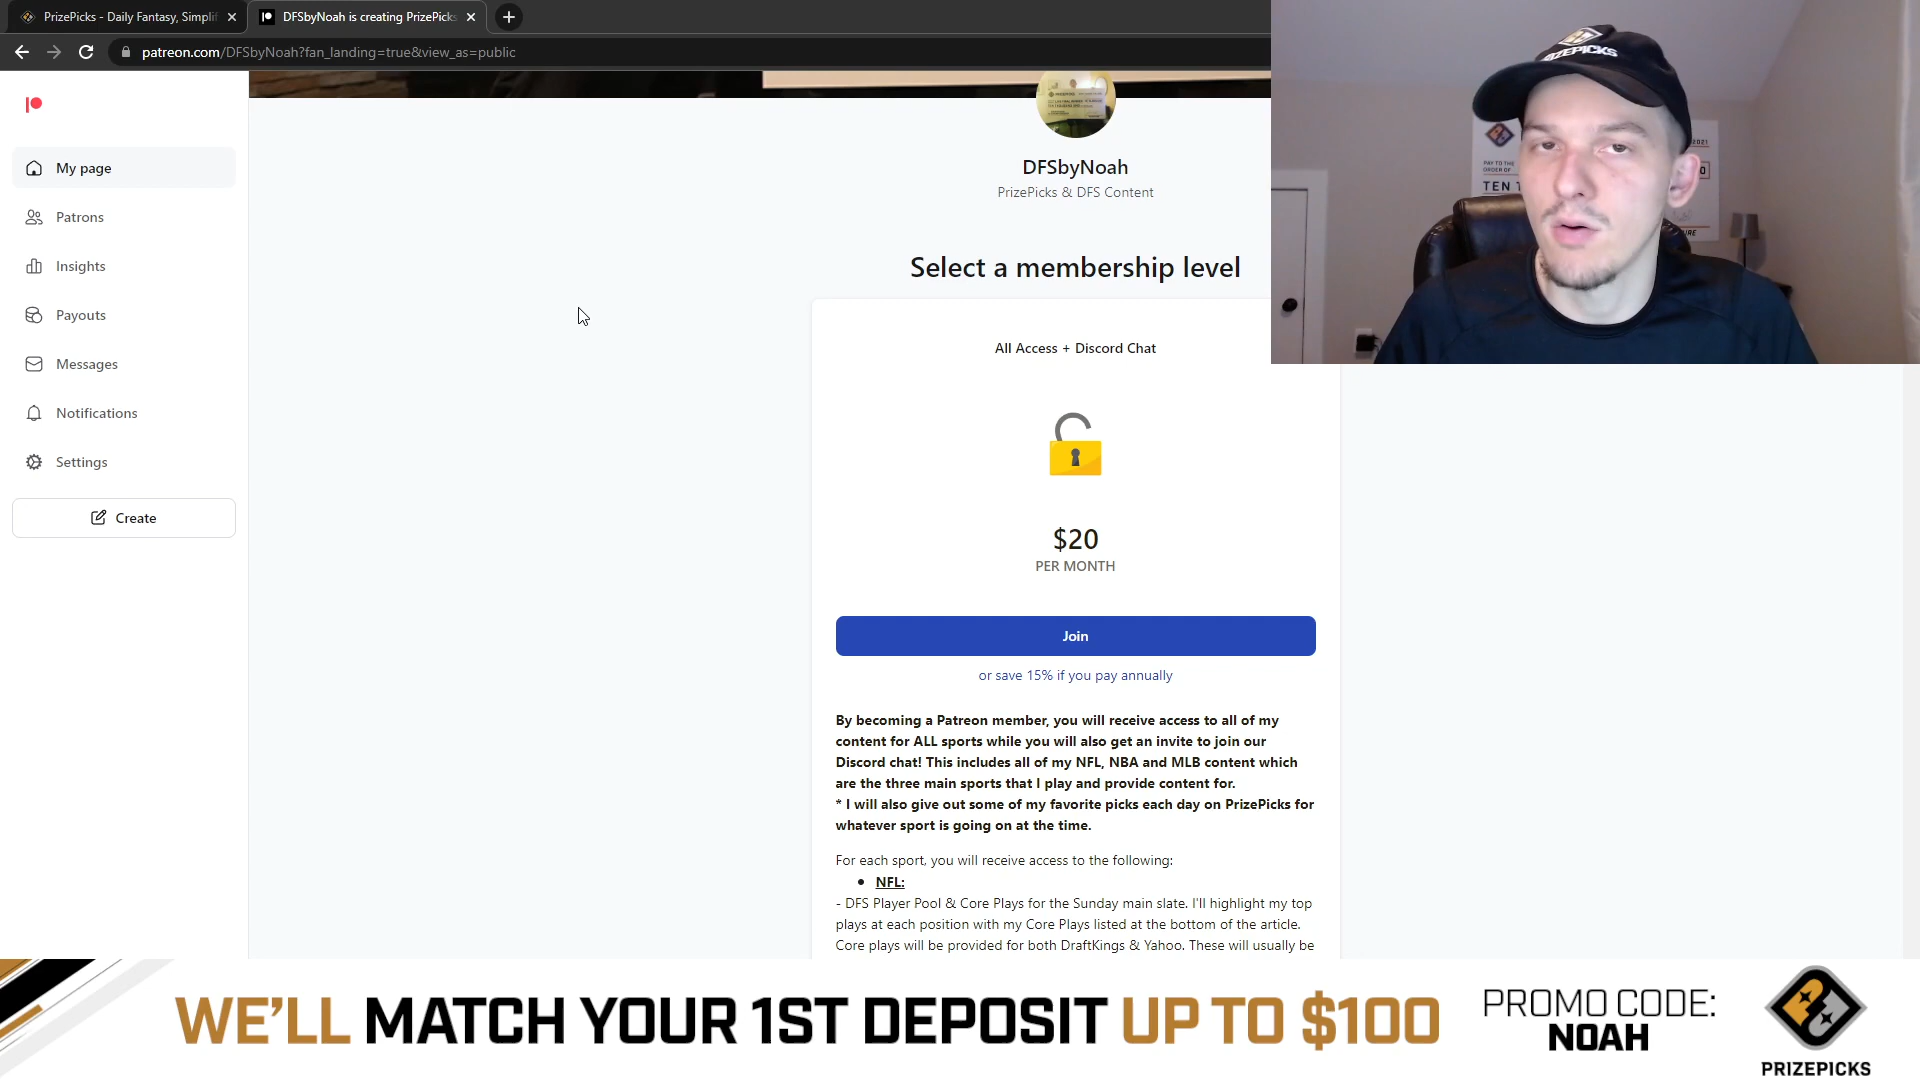 PrizePicks - Daily Fantasy, Simplif
DFSbyNoah is creating PrizePicks
patreon.com/DFSbyNoah?fan_landing=true&view_as=public
My page
Patrons
Insights
Payouts
Messages
Notifications
Settings
Create
DFSbyNoah
PrizePicks & DFS Content
Select a membership level
All Access + Discord Chat
$20
PER MONTH
Join
or save 15% if you pay annually
By becoming a Patreon member, you will receive access to all of my
content for ALL sports while you will also get an invite to join our
Discord chat! This includes all of my NFL, NBA and MLB content which
are the three main sports that I play and provide content for.
* I will also give out some of my favorite picks each day on PrizePicks for
whatever sport is going on at the time.
For each sport, you will receive access to the following:
• NFL:
- DFS Player Pool & Core Plays for the Sunday main slate. I'll highlight my top
plays at each position with my Core Plays listed at the bottom of the article.
Core plays will be provided for both DraftKings & Yahoo. These will usually be
PAY TO THE
ORDER OF
TEN
2021
WE'LL MATCH YOUR 1ST DEPOSIT UP TO $100
PROMO CODE:
NOAH
PRIZEPICKS